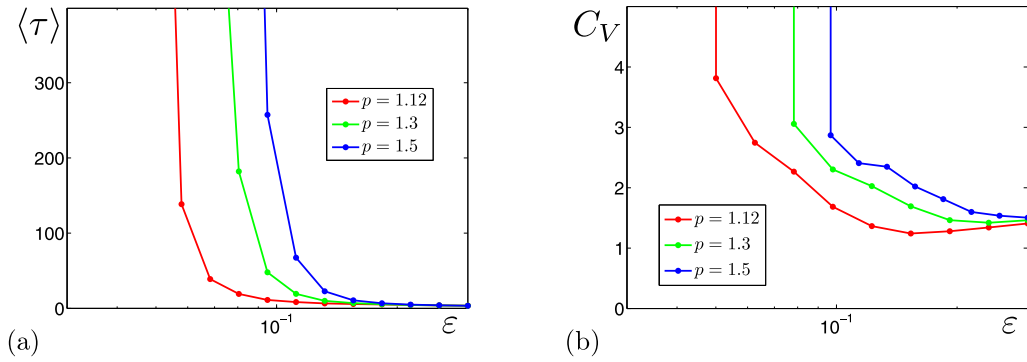 ⟨τ⟩
300
200
100
0
10⁻¹
ε
p = 1.12
p = 1.3
p = 1.5
(a)
C_V
4
3
2
1
0
10⁻¹
ε
p = 1.12
p = 1.3
p = 1.5
(b)